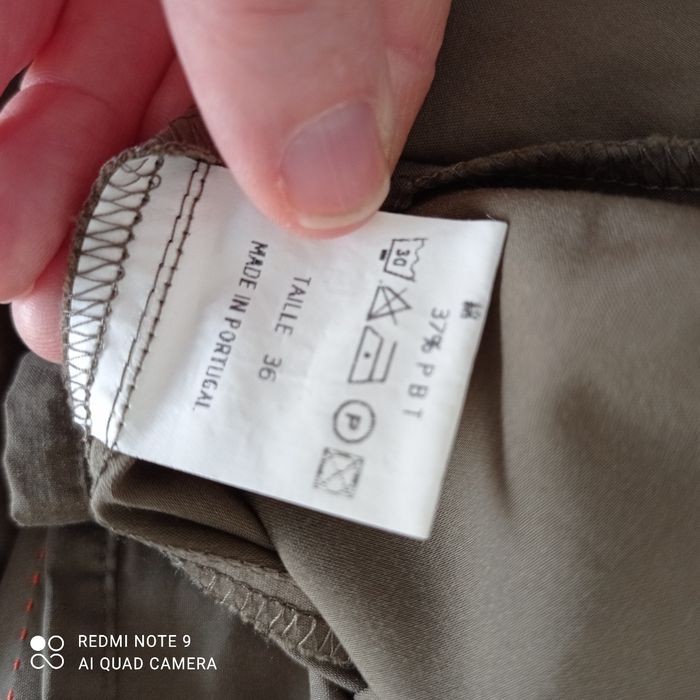 37% PBT
30
P
TAILLE 36
MADE IN PORTUGAL
REDMI NOTE 9
AI QUAD CAMERA